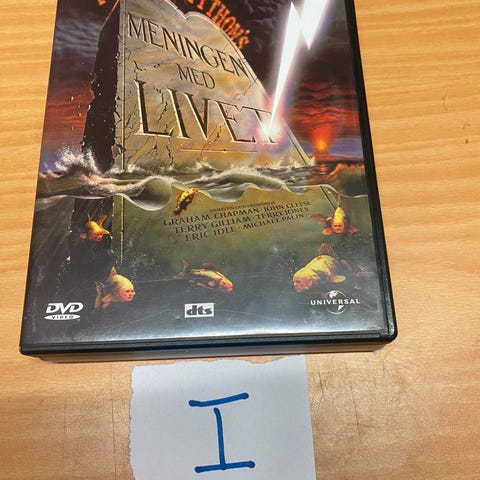 PYTHON'S
MENINGEN
MED
LIVET
GRAHAM CHAPMAN · JOHN CLEESE
TERRY GILLIAM · TERRY JONES
ERIC IDLE · MICHAEL PALIN
DVD
VIDEO
dts
UNIVERSAL
I